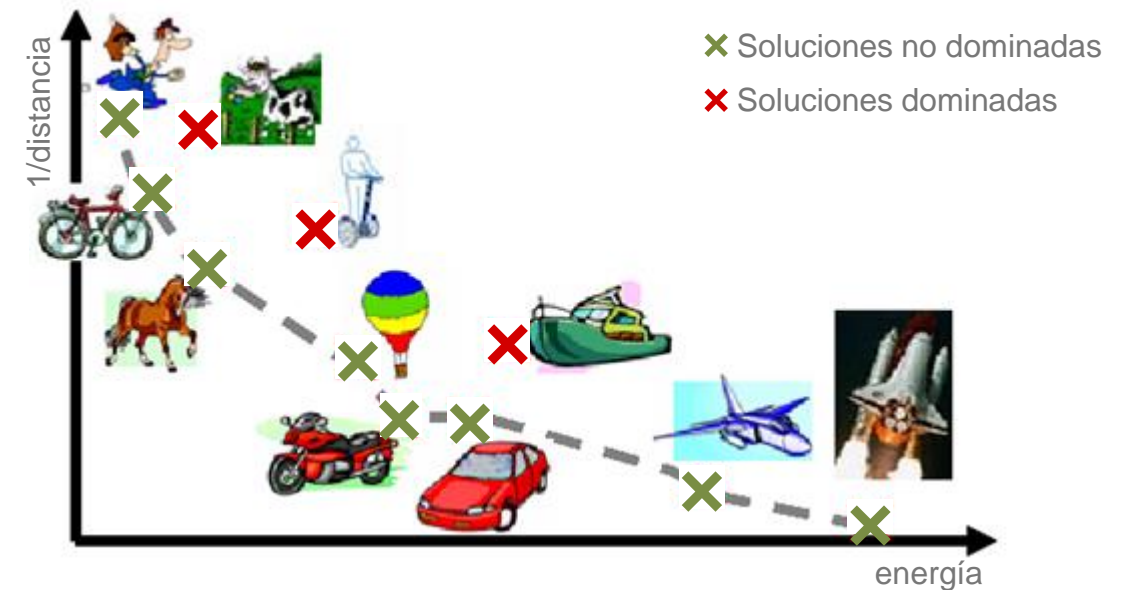 1/distancia
Soluciones no dominadas
Soluciones dominadas
energía